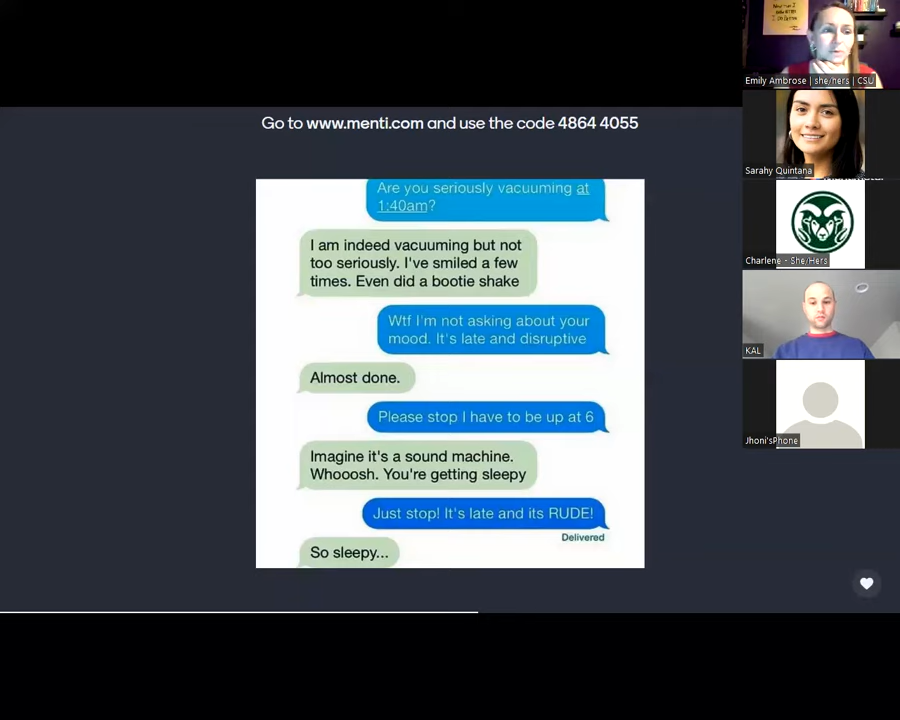 Emily Ambrose | she/hers | CSU
Go to www.menti.com and use the code 4864 4055
Are you seriously vacuuming at
1:40am?
I am indeed vacuuming but not
too seriously. I've smiled a few
times. Even did a bootie shake
Wtf I'm not asking about your
mood. It's late and disruptive
Almost done.
Please stop I have to be up at 6
Imagine it's a sound machine.
Whooosh. You're getting sleepy
Just stop! It's late and its RUDE!
Delivered
So sleepy...
Sarahy Quintana
Charlene - She/Hers
KAL
Jhoni'sPhone